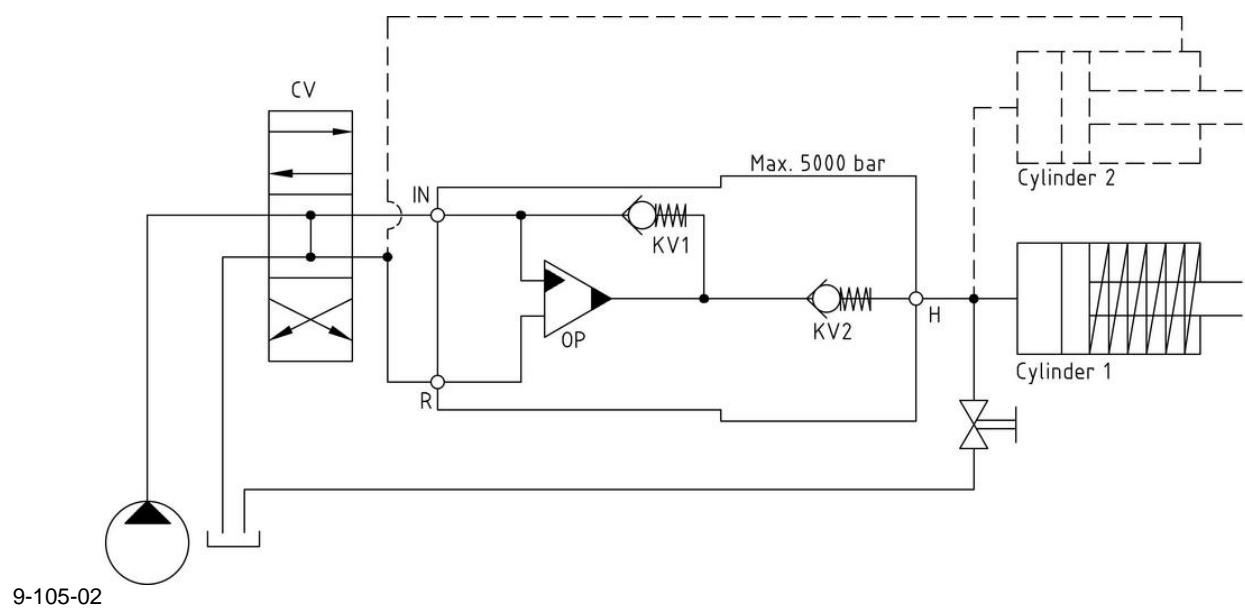 CV
IN
Max. 5000 bar
Cylinder 2
KV1
OP
KV2
H
Cylinder 1
R
9-105-02